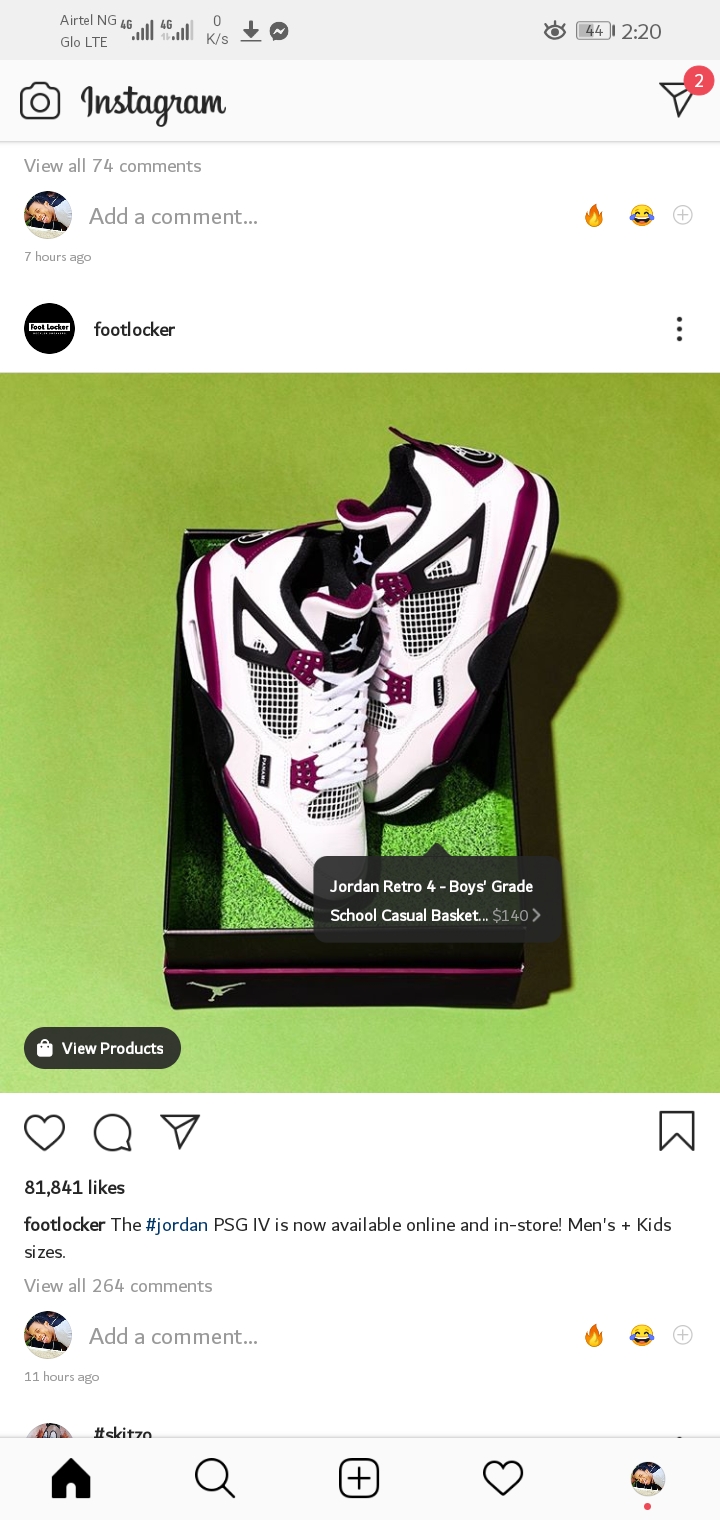 Airtel NG 4G 4G 0 44 2:20
Glo LTE K/s
Instagram 2
View all 74 comments
Add a comment...
7 hours ago
Foot Locker
footlocker
PANAME
PANAME
Jordan Retro 4 - Boys' Grade
School Casual Basket... $140
View Products
81,841 likes
footlocker The #jordan PSG IV is now available online and in-store! Men's + Kids
sizes.
View all 264 comments
Add a comment...
11 hours ago
#skitzo